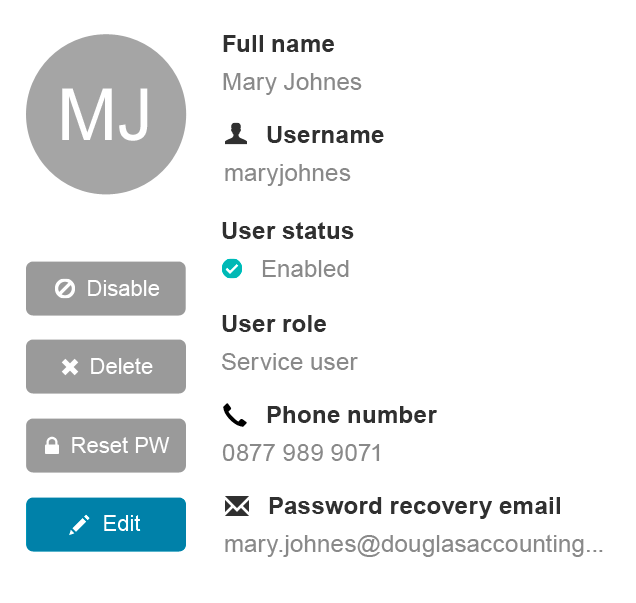 MJ
Full name
Mary Johnes
Username
maryjohnes
User status
Enabled
User role
Service user
Phone number
0877 989 9071
Password recovery email
mary.johnes@douglasaccounting...
Disable
Delete
Reset PW
Edit